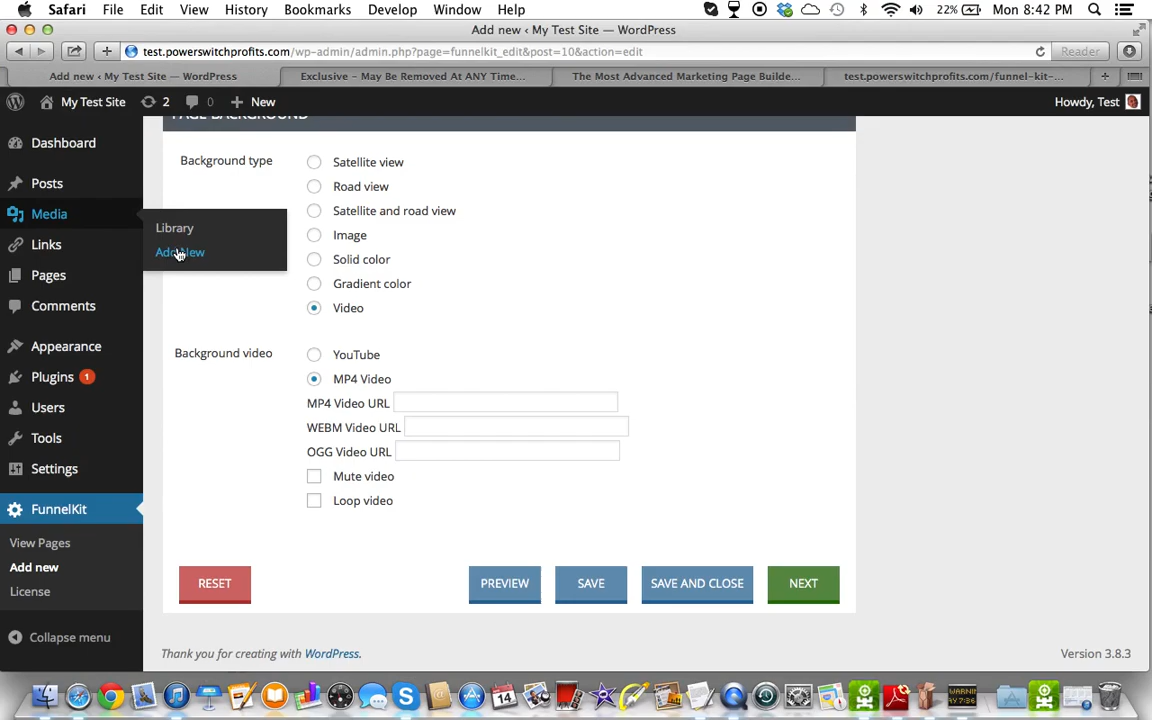 Safari File Edit View History Bookmarks Develop Window Help 22% Mon 8:42 PM
Add new ‹ My Test Site — WordPress
test.powerswitchprofits.com/wp-admin/admin.php?page=funnelkit_edit&post=10&action=edit Reader
Add new ‹ My Test Site — WordPress Exclusive – May Be Removed At ANY Time... The Most Advanced Marketing Page Builde... test.powerswitchprofits.com/funnel-kit-...
My Test Site 2 0 New Howdy, Test
PAGE BACKGROUND
Dashboard
Posts
Media
Links
Pages
Comments
Appearance
Plugins 1
Users
Tools
Settings
FunnelKit
View Pages
Add new
License
Collapse menu
Library
Add New
Background type
Satellite view
Road view
Satellite and road view
Image
Solid color
Gradient color
Video
Background video
YouTube
MP4 Video
MP4 Video URL
WEBM Video URL
OGG Video URL
Mute video
Loop video
RESET PREVIEW SAVE SAVE AND CLOSE NEXT
Thank you for creating with WordPress. Version 3.8.3